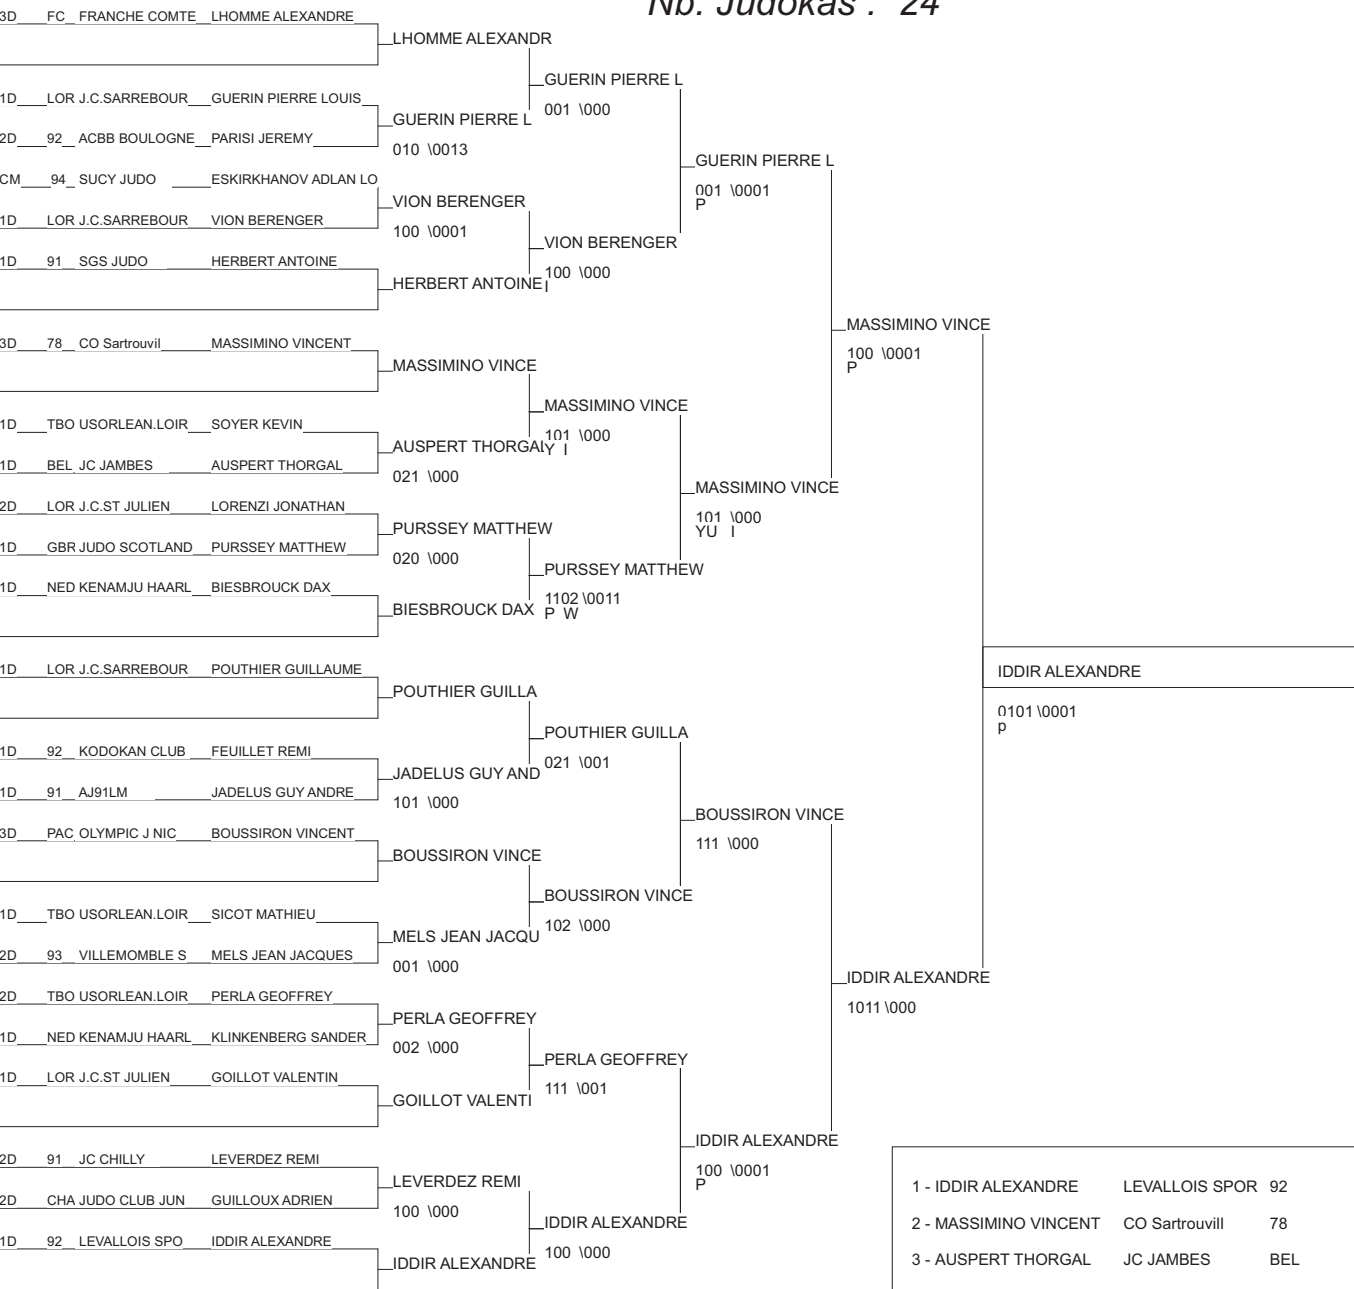 Nb. Judokas : 24
3D FC FRANCHE COMTE LHOMME ALEXANDRE
LHOMME ALEXANDR
GUERIN PIERRE L
001 \000
1D LOR J.C.SARREBOUR GUERIN PIERRE LOUIS
GUERIN PIERRE L
010 \0013
2D 92 ACBB BOULOGNE PARISI JEREMY
GUERIN PIERRE L
001 \0001
P
CM 94 SUCY JUDO ESKIRKHANOV ADLAN LO
VION BERENGER
100 \0001
1D LOR J.C.SARREBOUR VION BERENGER
VION BERENGER
100 \000
1D 91 SGS JUDO HERBERT ANTOINE
HERBERT ANTOINE
I
MASSIMINO VINCE
100 \0001
P
3D 78 CO Sartrouvil MASSIMINO VINCENT
MASSIMINO VINCE
MASSIMINO VINCE
101 \000
Y I
1D TBO USORLEAN.LOIR SOYER KEVIN
AUSPERT THORGAL
021 \000
1D BEL JC JAMBES AUSPERT THORGAL
MASSIMINO VINCE
101 \000
YU I
2D LOR J.C.ST JULIEN LORENZI JONATHAN
PURSSEY MATTHEW
020 \000
1D GBR JUDO SCOTLAND PURSSEY MATTHEW
PURSSEY MATTHEW
1102 \0011
P W
1D NED KENAMJU HAARL BIESBROUCK DAX
BIESBROUCK DAX
IDDIR ALEXANDRE
0101 \0001
p
1D LOR J.C.SARREBOUR POUTHIER GUILLAUME
POUTHIER GUILLA
POUTHIER GUILLA
021 \001
1D 92 KODOKAN CLUB FEUILLET REMI
JADELUS GUY AND
101 \000
1D 91 AJ91LM JADELUS GUY ANDRE
BOUSSIRON VINCE
111 \000
3D PAC OLYMPIC J NIC BOUSSIRON VINCENT
BOUSSIRON VINCE
BOUSSIRON VINCE
102 \000
1D TBO USORLEAN.LOIR SICOT MATHIEU
MELS JEAN JACQU
001 \000
2D 93 VILLEMOMBLE S MELS JEAN JACQUES
IDDIR ALEXANDRE
1011 \000
2D TBO USORLEAN.LOIR PERLA GEOFFREY
PERLA GEOFFREY
002 \000
1D NED KENAMJU HAARL KLINKENBERG SANDER
PERLA GEOFFREY
111 \001
1D LOR J.C.ST JULIEN GOILLOT VALENTIN
GOILLOT VALENTI
IDDIR ALEXANDRE
100 \0001
P
2D 91 JC CHILLY LEVERDEZ REMI
LEVERDEZ REMI
100 \000
2D CHA JUDO CLUB JUN GUILLOUX ADRIEN
IDDIR ALEXANDRE
100 \000
1D 92 LEVALLOIS SPO IDDIR ALEXANDRE
IDDIR ALEXANDRE
1 - IDDIR ALEXANDRE LEVALLOIS SPOR 92
2 - MASSIMINO VINCENT CO Sartrouvill 78
3 - AUSPERT THORGAL JC JAMBES BEL